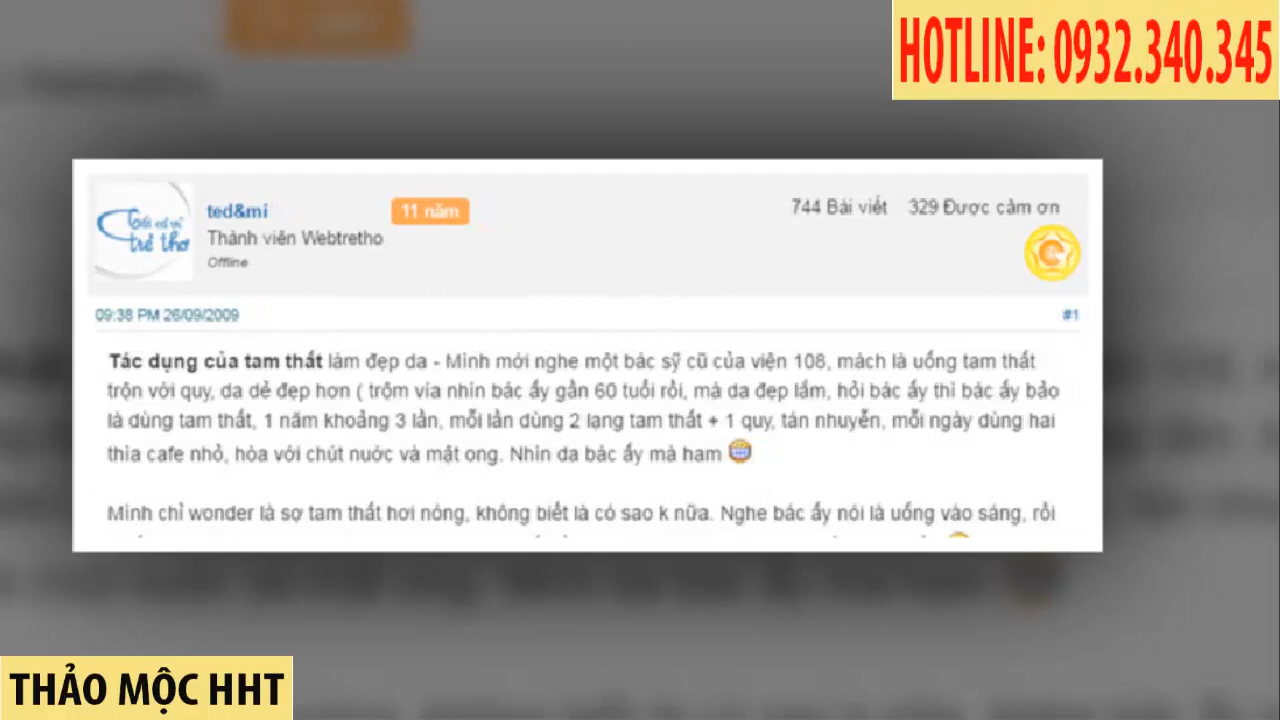 HOTLINE: 0932.340.345
ted&mi
11 năm
744 Bài viết
329 Được cảm ơn
Thành viên Webtretho
Offline
09:38 PM 26/09/2009
#1
Tác dụng của tam thất làm đẹp da - Mình mới nghe một bác sỹ cũ của viện 108, mách là uống tam thất
trộn với quy, da dẻ đẹp hơn ( trộm vía nhìn bác ấy gần 60 tuổi rồi, mà da đẹp lắm, hỏi bác ấy thì bác ấy bảo
là dùng tam thất, 1 năm khoảng 3 lần, mỗi lần dùng 2 lạng tam thất + 1 quy, tán nhuyễn, mỗi ngày dùng hai
thìa cafe nhỏ, hòa với chút nước và mật ong. Nhìn da bác ấy mà ham
Mình chỉ wonder là sợ tam thất hơi nóng, không biết là có sao k nữa. Nghe bác ấy nói là uống vào sáng, rồi
THẢO MỘC HHT